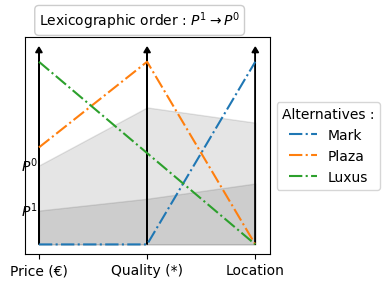 Lexicographic order : P¹ → P⁰
Alternatives :
Mark
Plaza
Luxus
P⁰
P¹
Price (€)
Quality (*)
Location